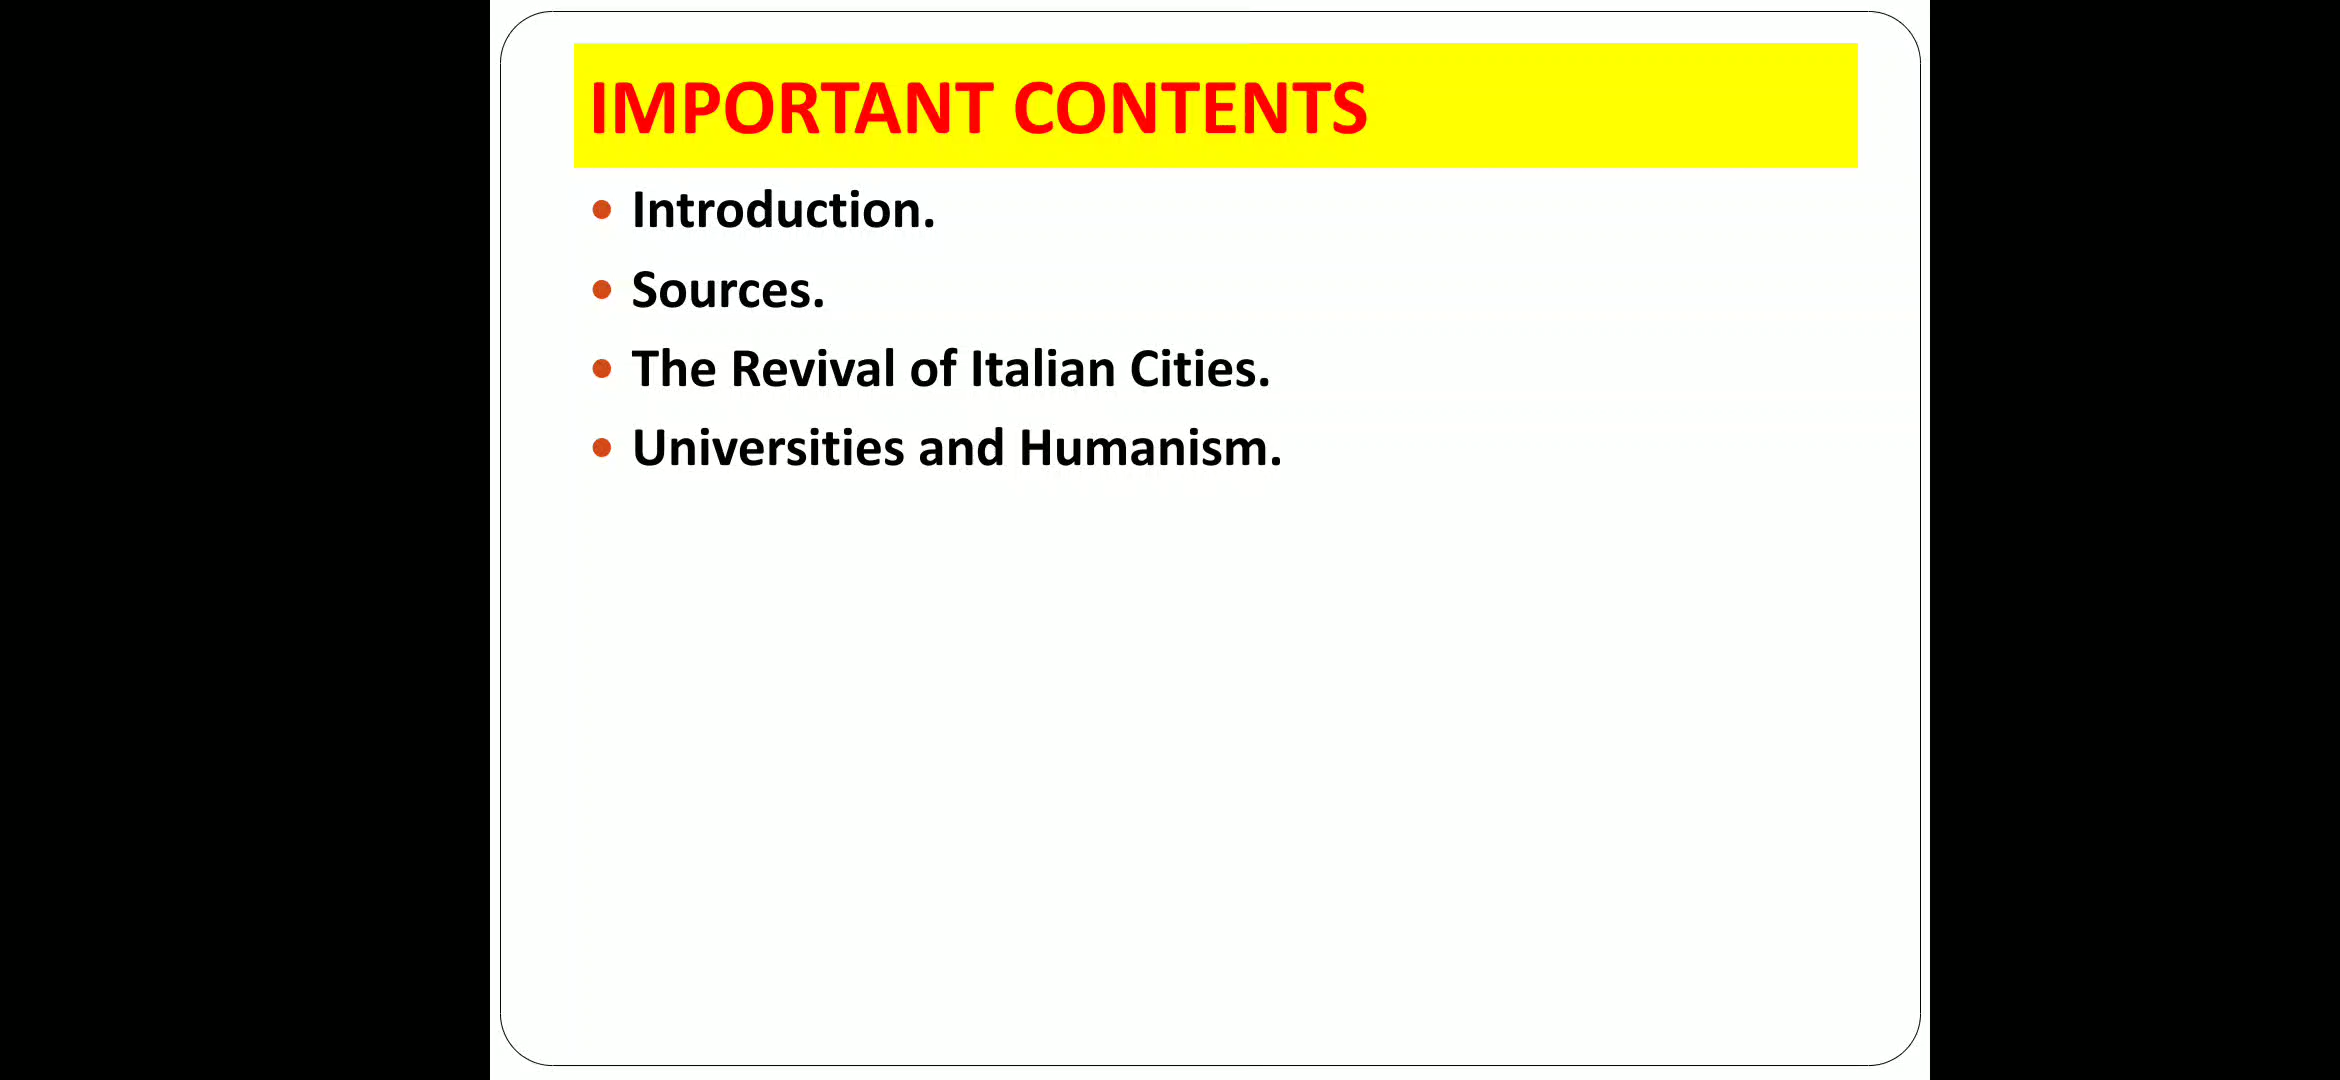 IMPORTANT CONTENTS
• Introduction.
• Sources.
• The Revival of Italian Cities.
• Universities and Humanism.